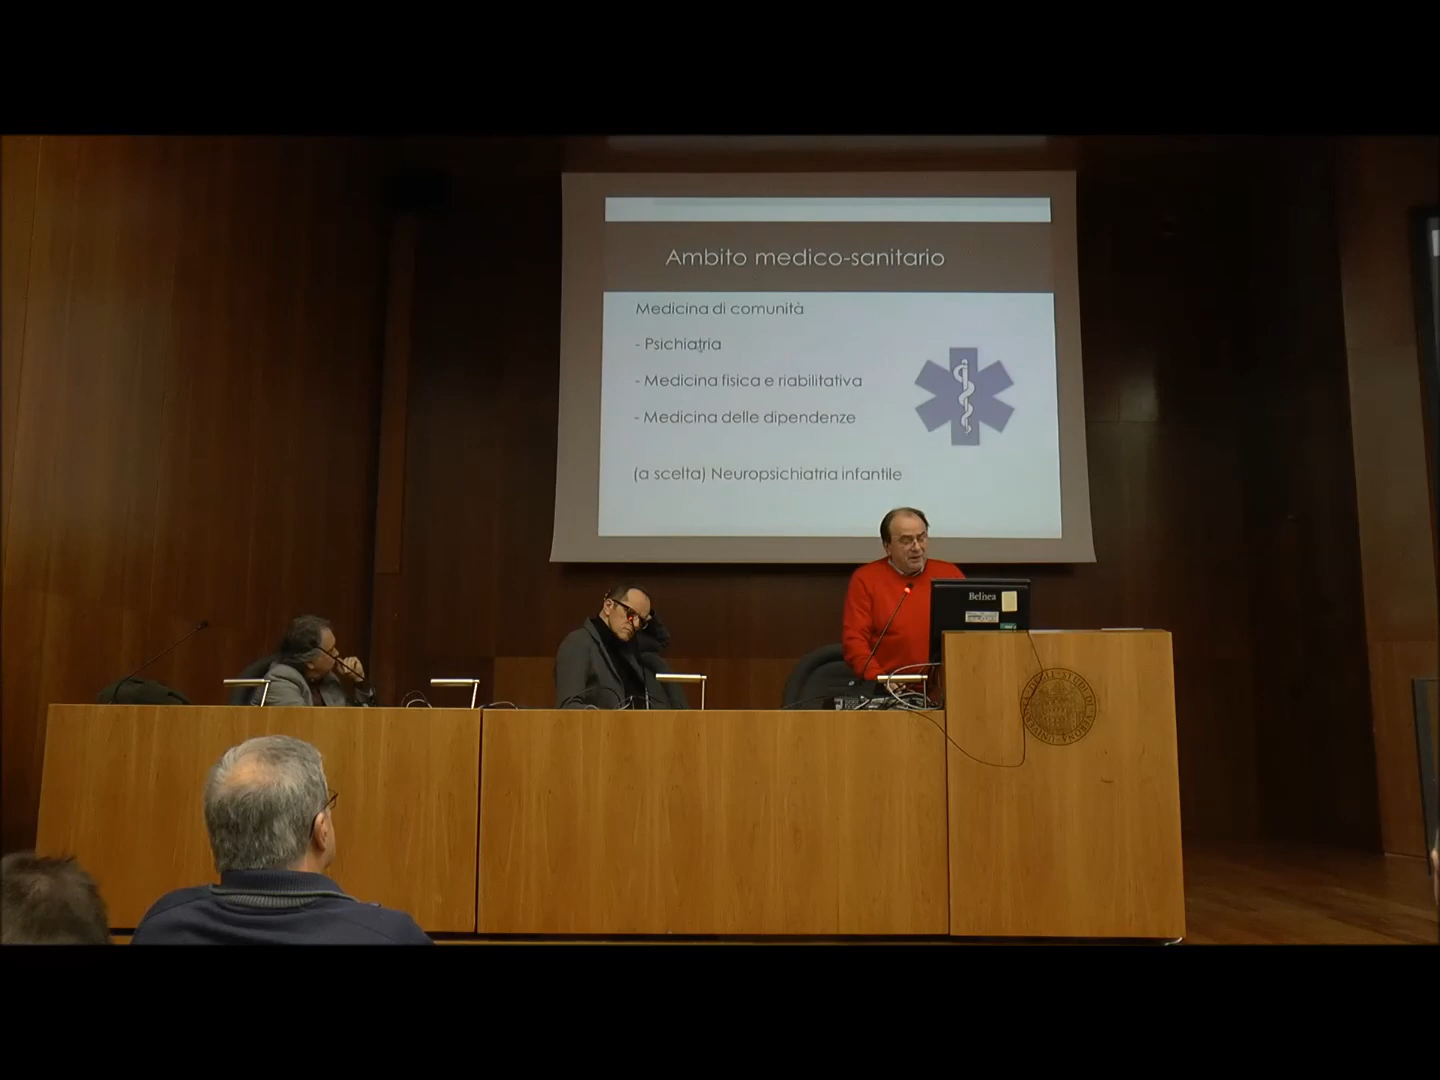 Ambito medico-sanitario
Medicina di comunità
- Psichiatria
- Medicina fisica e riabilitativa
- Medicina delle dipendenze
(a scelta) Neuropsichiatria infantile
Belinea